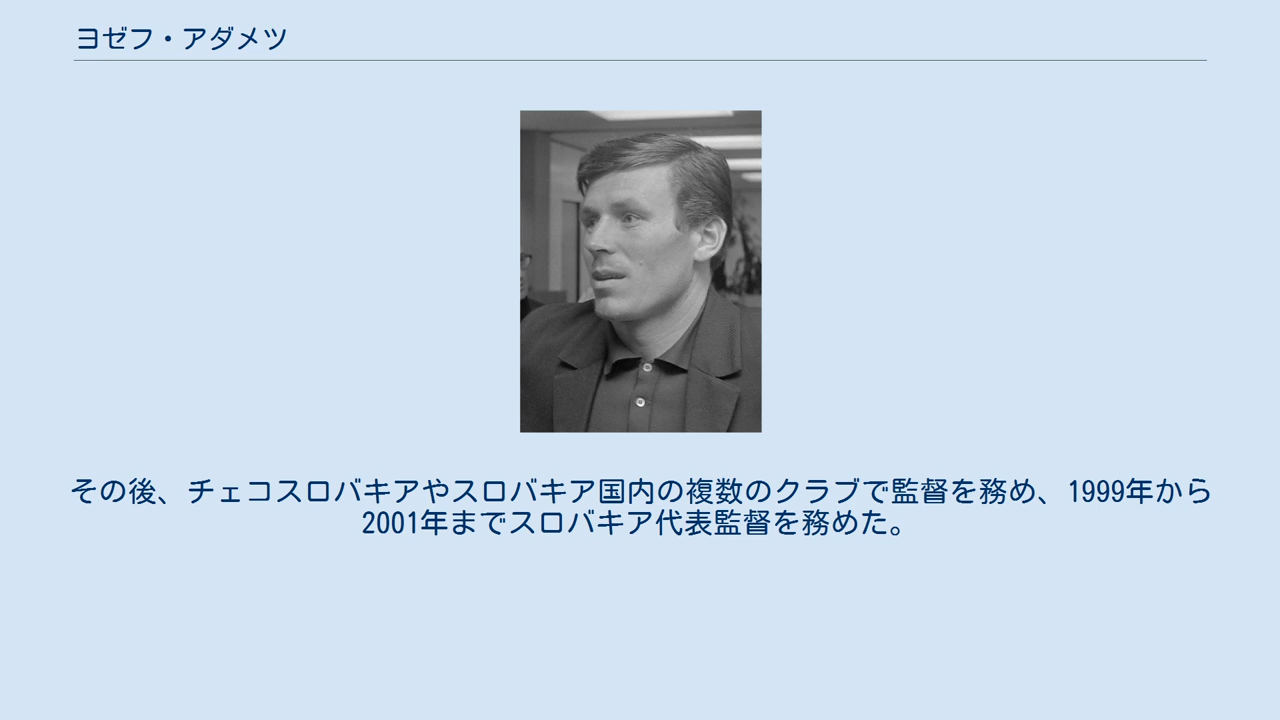 ヨゼフ・アダメツ
その後、チェコスロバキアやスロバキア国内の複数のクラブで監督を務め、1999年から
2001年までスロバキア代表監督を務めた。